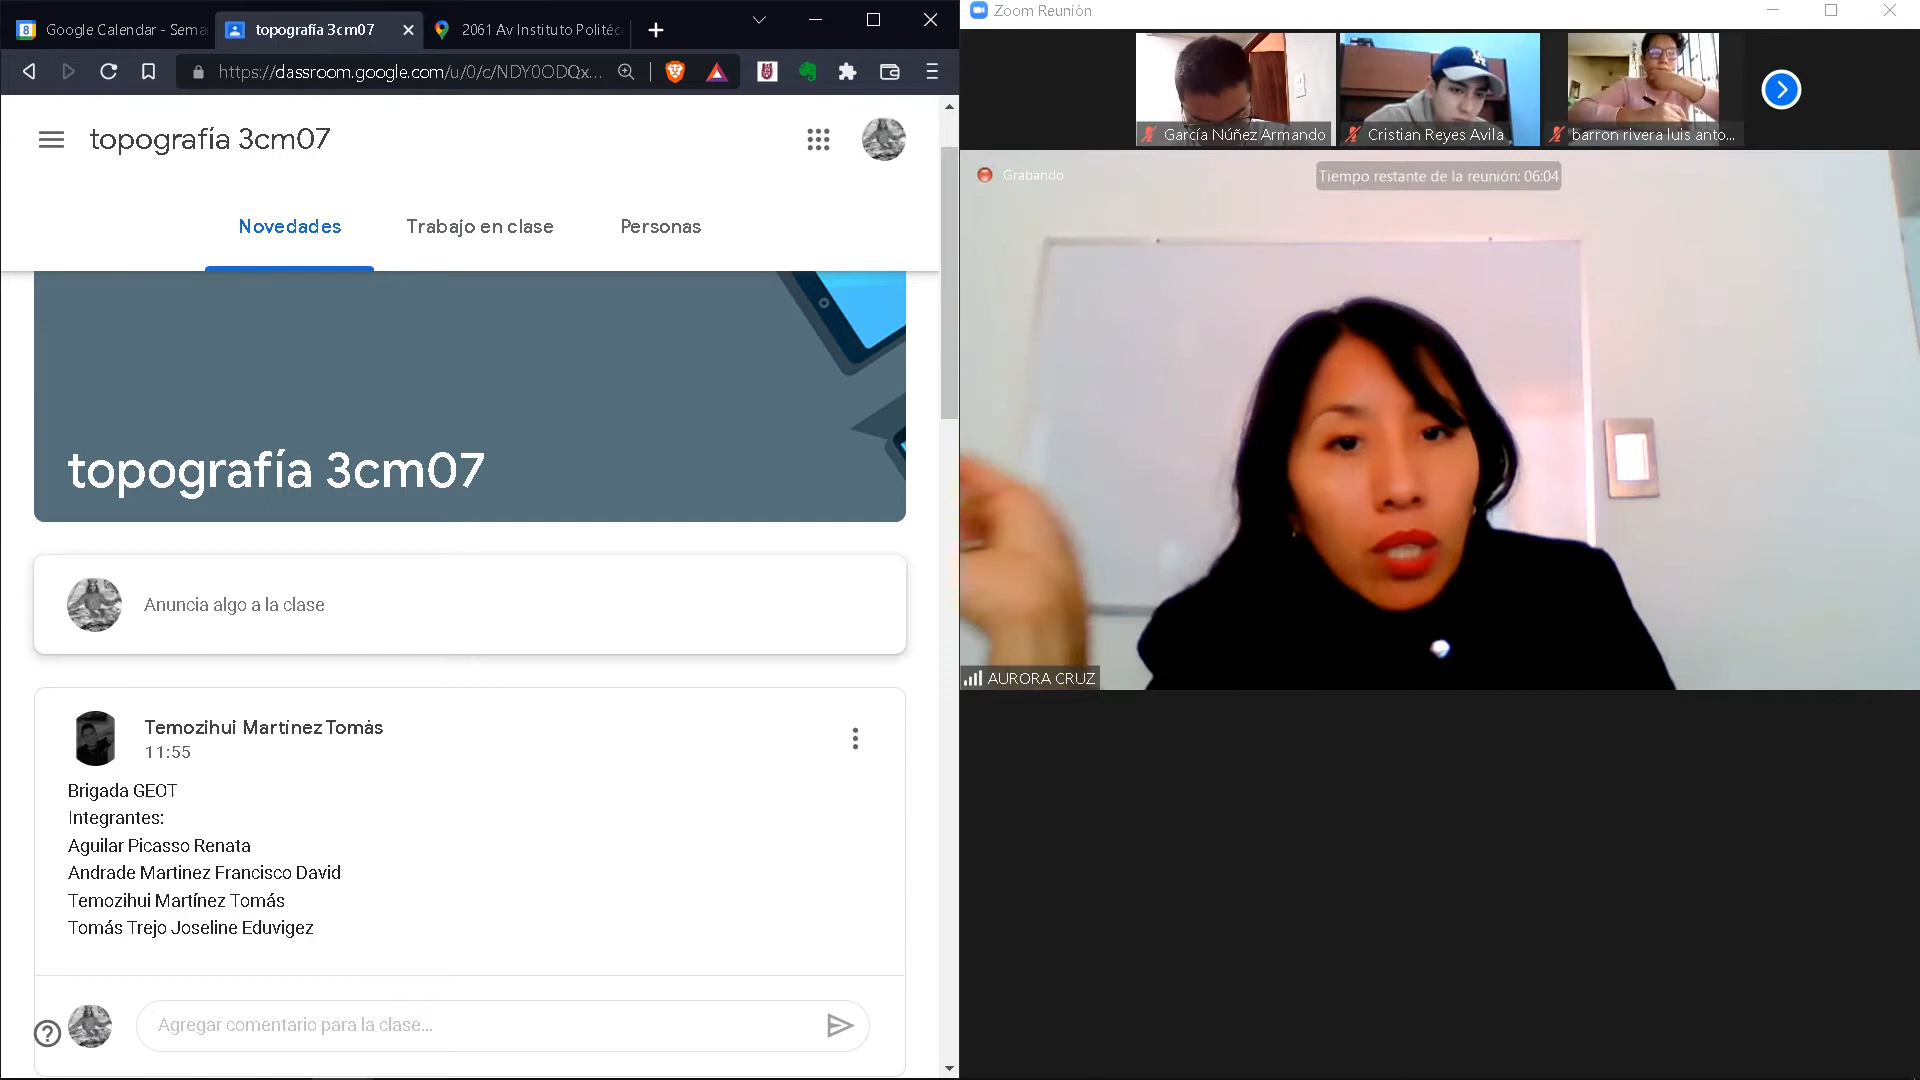 Google Calendar - Sema
topografía 3cm07
2061 Av Instituto Politéc
https://classroom.google.com/u/0/c/NDY0ODQx...
topografía 3cm07
Novedades
Trabajo en clase
Personas
topografía 3cm07
Anuncia algo a la clase
Temozihui Martínez Tomás
11:55
Brigada GEOT
Integrantes:
Aguilar Picasso Renata
Andrade Martinez Francisco David
Temozihui Martínez Tomás
Tomás Trejo Joseline Eduvigez
Agregar comentario para la clase...
Zoom Reunión
García Núñez Armando
Cristian Reyes Avila
barron rivera luis anto...
Grabando
Tiempo restante de la reunión: 06:04
AURORA CRUZ